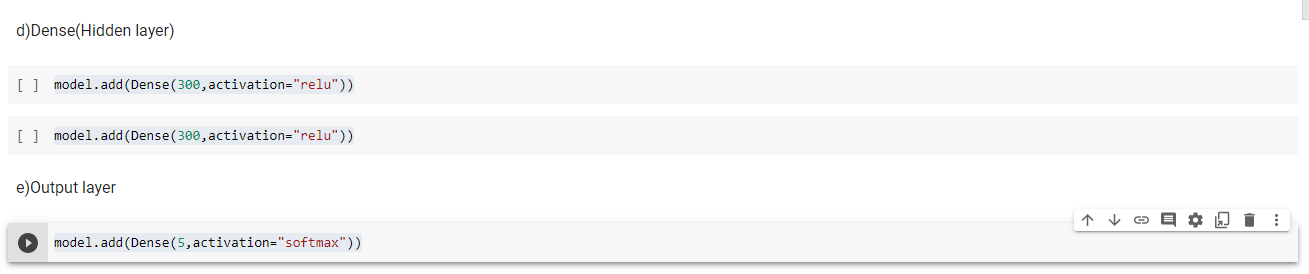 d)Dense(Hidden layer)
[ ] model.add(Dense(300,activation="relu"))
[ ] model.add(Dense(300,activation="relu"))
e)Output layer
model.add(Dense(5,activation="softmax"))